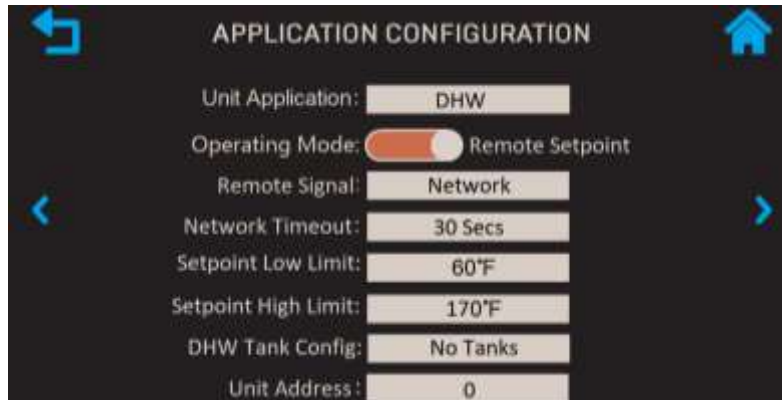 APPLICATION CONFIGURATION
Unit Application: DHW
Operating Mode: Remote Setpoint
Remote Signal: Network
Network Timeout: 30 Secs
Setpoint Low Limit: 60°F
Setpoint High Limit: 170°F
DHW Tank Config: No Tanks
Unit Address: 0